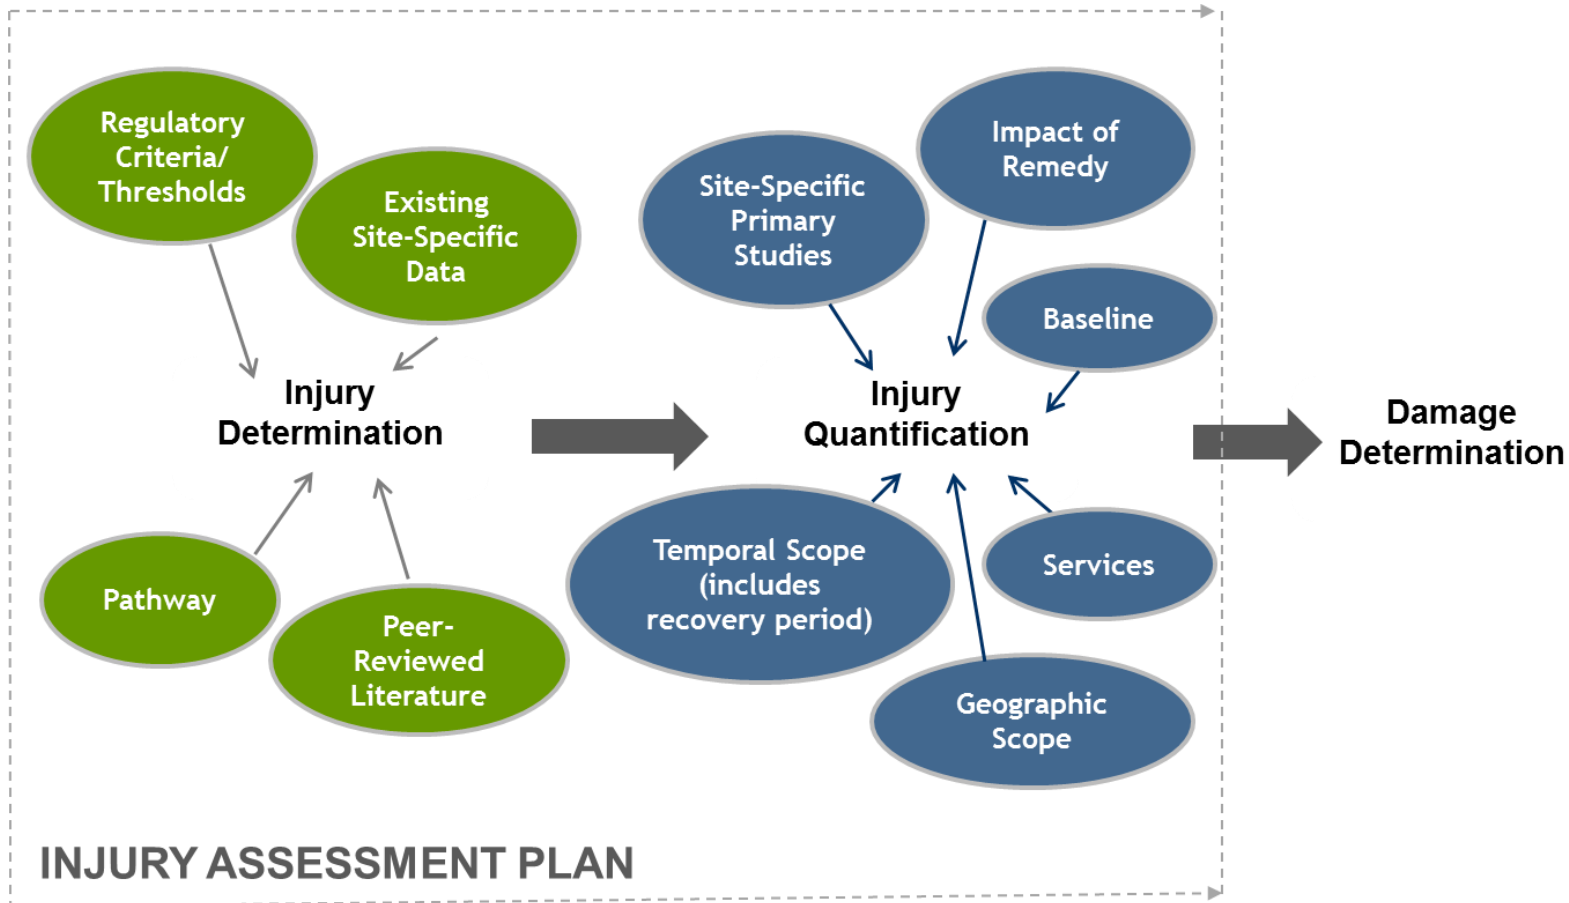 Regulatory
Criteria/
Thresholds
Existing
Site-Specific
Data
Injury
Determination
Pathway
Peer-
Reviewed
Literature
Site-Specific
Primary
Studies
Impact of
Remedy
Baseline
Injury
Quantification
Temporal Scope
(includes
recovery period)
Services
Geographic
Scope
Damage
Determination
INJURY ASSESSMENT PLAN